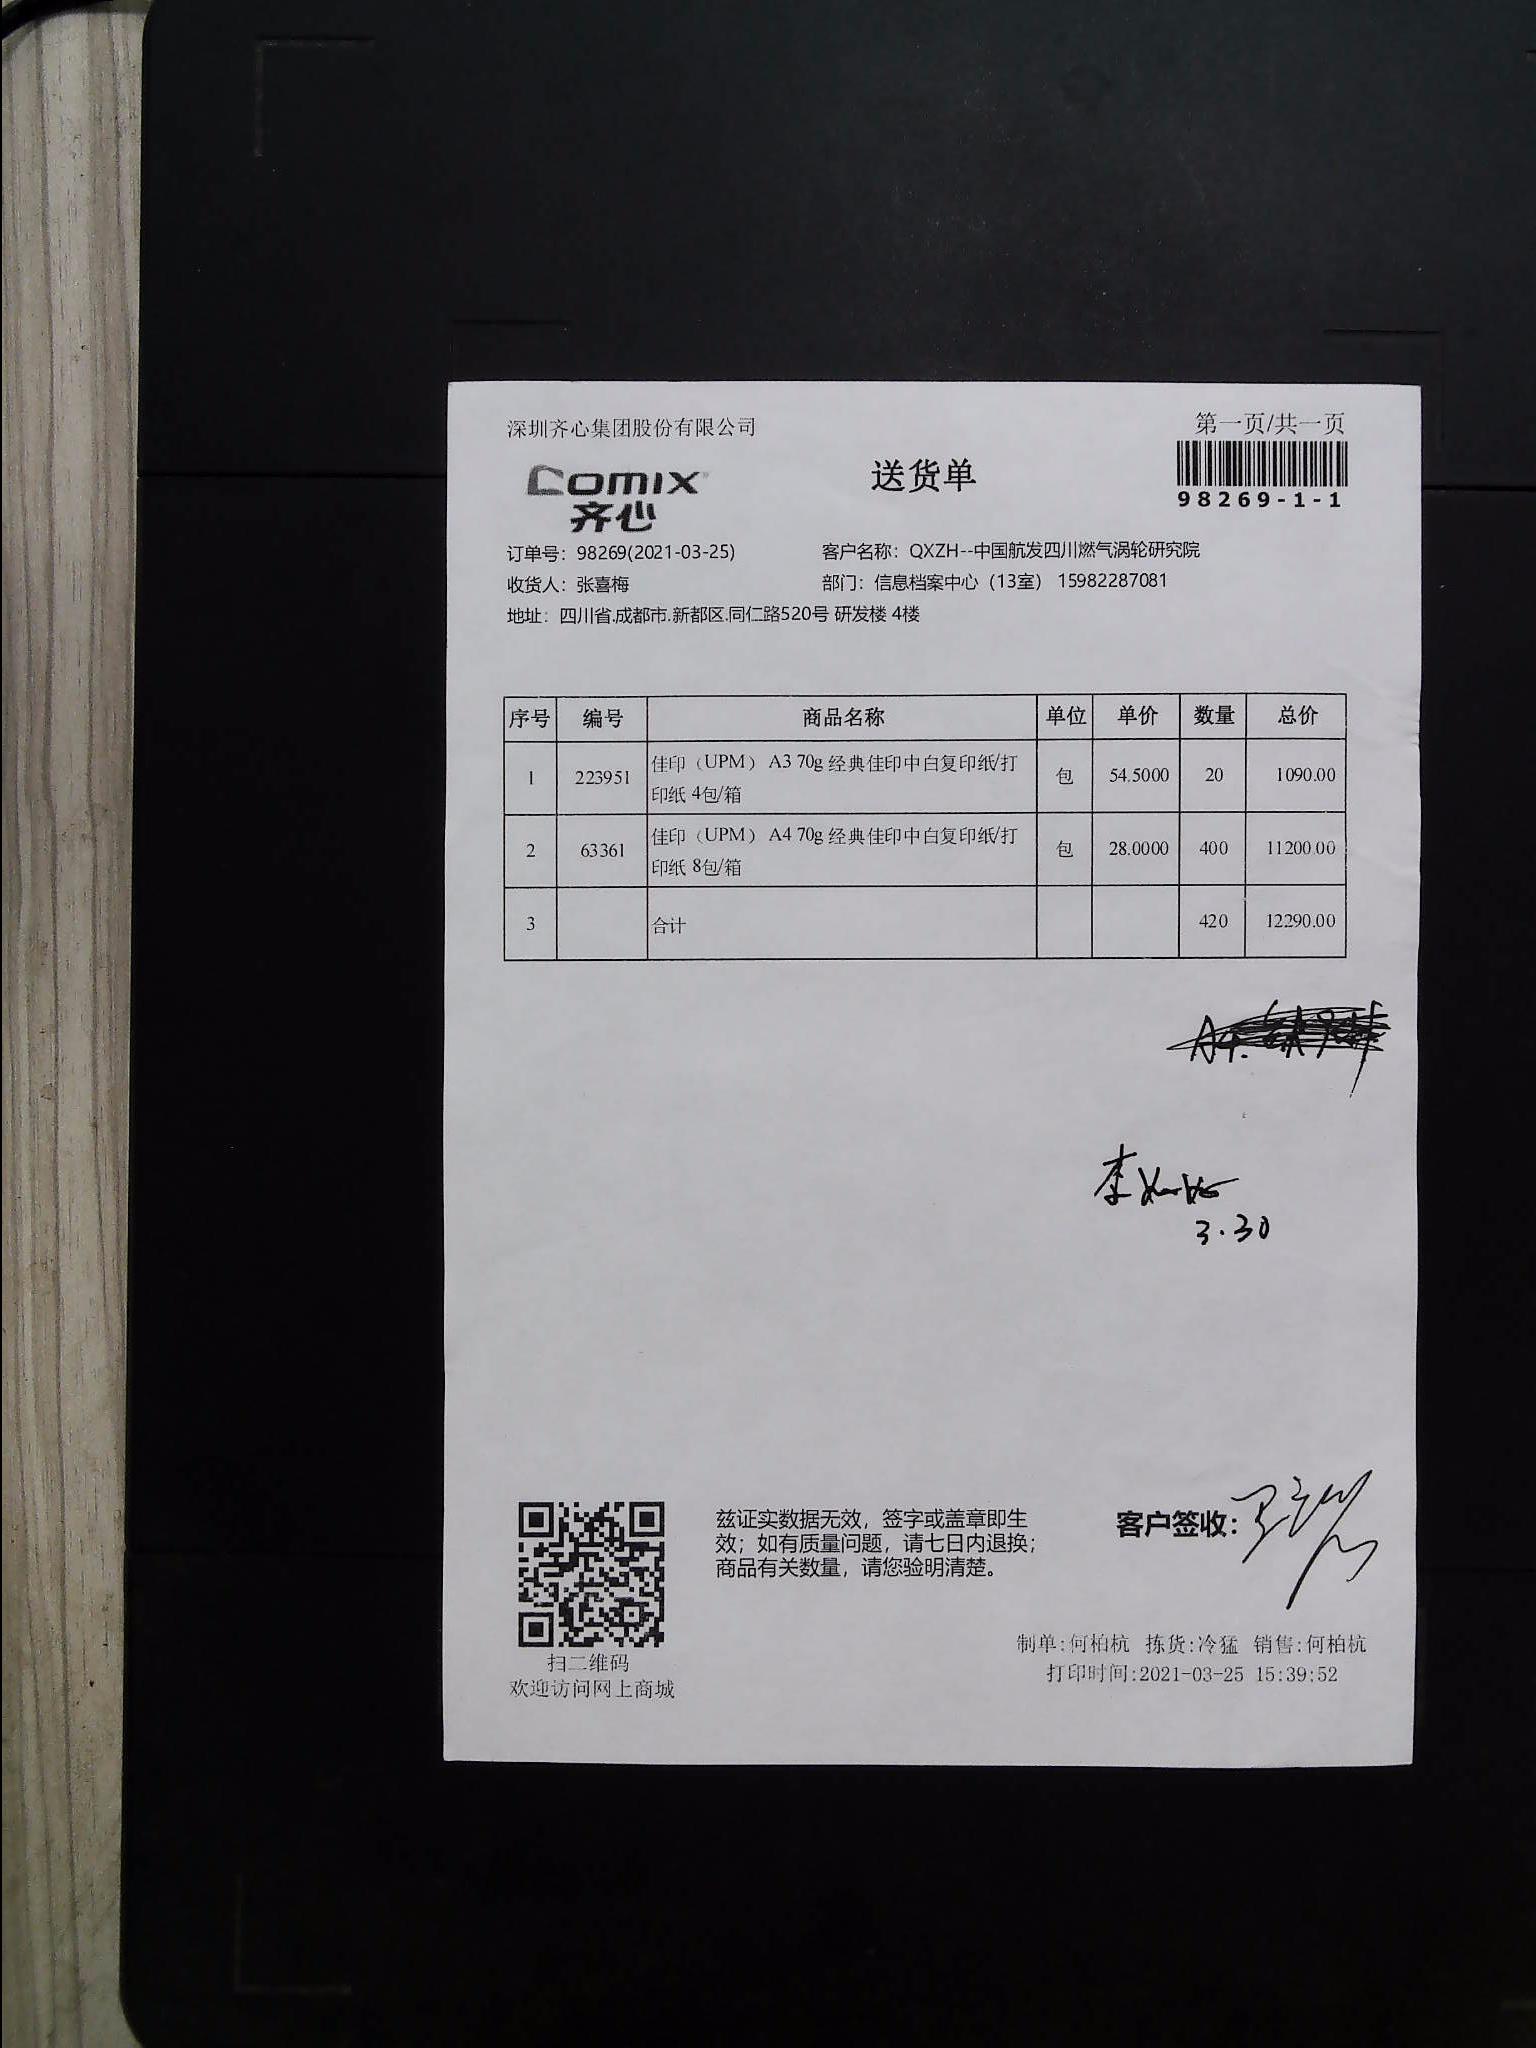 深圳齐心集团股份有限公司
第一页/共一页
comix
齐心
送货单
98269-1-1
订单号：98269(2021-03-25)
客户名称：QXZH--中国航发四川燃气涡轮研究院
收货人：张喜梅
部门：信息档案中心（13室） 15982287081
地址：四川省.成都市.新都区.同仁路520号 研发楼 4楼
序号 编号 商品名称 单位 单价 数量 总价
1 223951 佳印（UPM） A3 70g 经典佳印中白复印纸/打
印纸 4包/箱 包 54.5000 20 1090.00
2 63361 佳印（UPM） A4 70g 经典佳印中白复印纸/打
印纸 8包/箱 包 28.0000 400 11200.00
3 合计 420 12290.00
3.30
兹证实数据无效，签字或盖章即生
效；如有质量问题，请七日内退换；
商品有关数量，请您验明清楚。
客户签收：
扫二维码
欢迎访问网上商城
制单:何柏杭 拣货:冷猛 销售:何柏杭
打印时间:2021-03-25 15:39:52